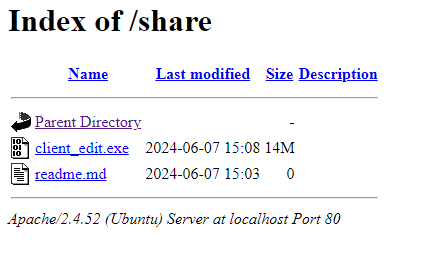 Index of /share
Name Last modified Size Description
Parent Directory -
client_edit.exe 2024-06-07 15:08 14M
readme.md 2024-06-07 15:03 0
Apache/2.4.52 (Ubuntu) Server at localhost Port 80